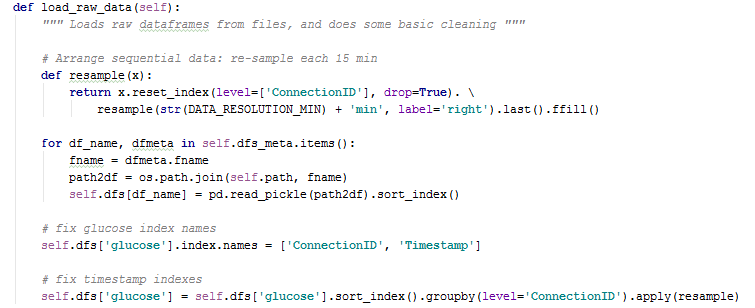 def load_raw_data(self):
    """ Loads raw dataframes from files, and does some basic cleaning """

    # Arrange sequential data: re-sample each 15 min
    def resample(x):
        return x.reset_index(level=['ConnectionID'], drop=True). \
            resample(str(DATA_RESOLUTION_MIN) + 'min', label='right').last().ffill()

    for df_name, dfmeta in self.dfs_meta.items():
        fname = dfmeta.fname
        path2df = os.path.join(self.path, fname)
        self.dfs[df_name] = pd.read_pickle(path2df).sort_index()

    # fix glucose index names
    self.dfs['glucose'].index.names = ['ConnectionID', 'Timestamp']

    # fix timestamp indexes
    self.dfs['glucose'] = self.dfs['glucose'].sort_index().groupby(level='ConnectionID').apply(resample)